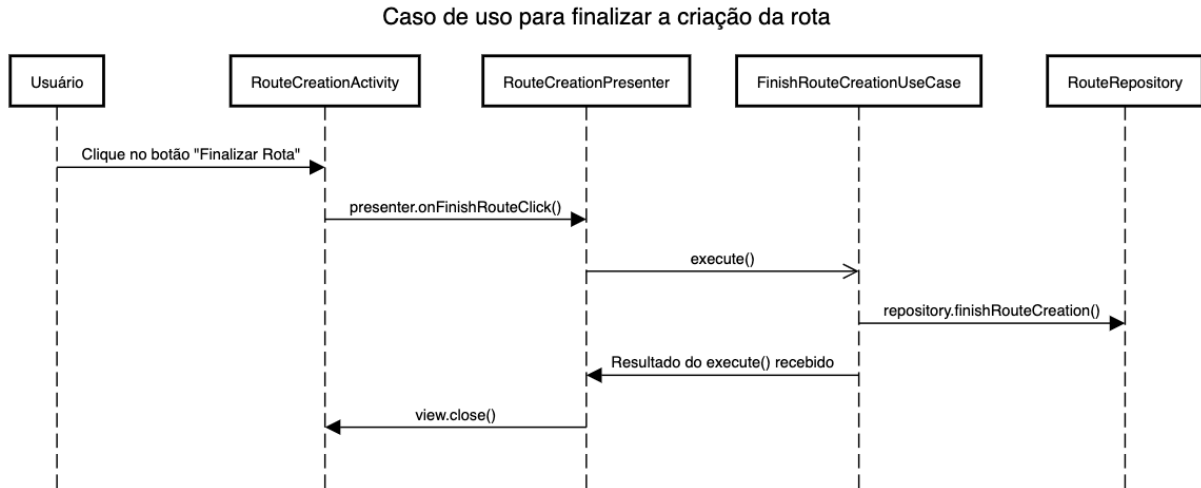 Caso de uso para finalizar a criação da rota
Usuário
RouteCreationActivity
RouteCreationPresenter
FinishRouteCreationUseCase
RouteRepository
Clique no botão "Finalizar Rota"
presenter.onFinishRouteClick()
execute()
repository.finishRouteCreation()
Resultado do execute() recebido
view.close()